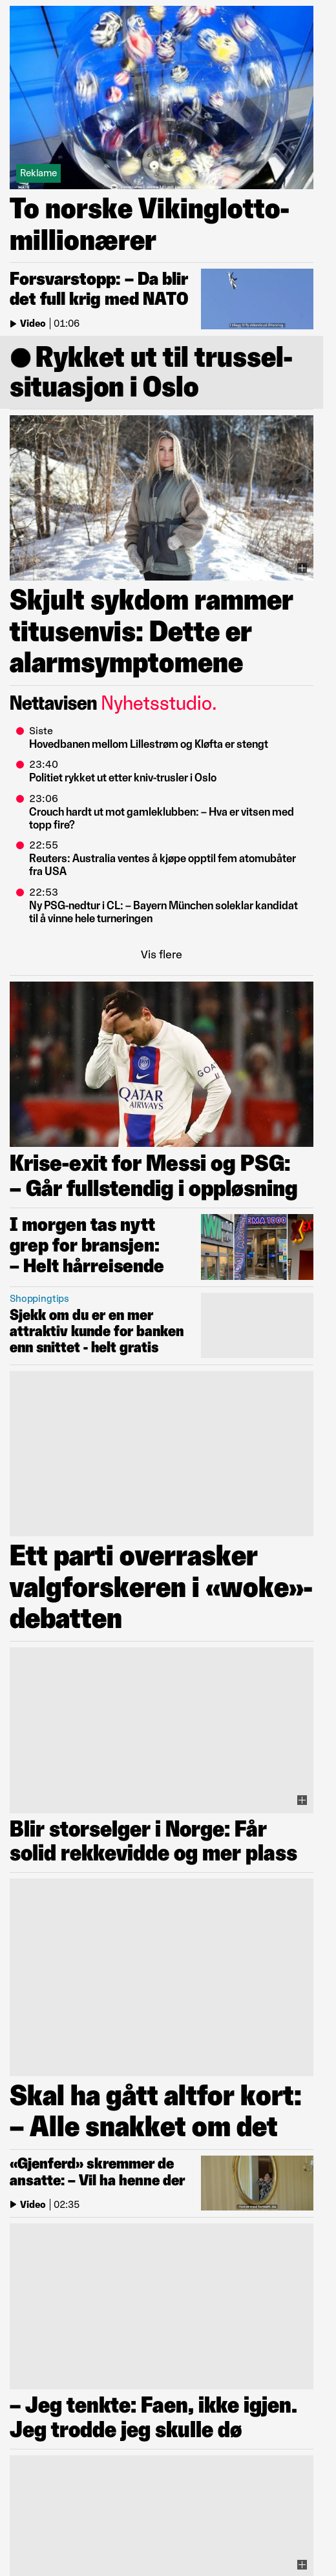 Reklame
To norske Vikinglotto-
millionærer
Forsvarstopp: – Da blir
det full krig med NATO
Video | 01:06
Rykket ut til trussel-
situasjon i Oslo
Skjult sykdom rammer
titusenvis: Dette er
alarmsymptomene
Nettavisen Nyhetsstudio.
Siste
Hovedbanen mellom Lillestrøm og Kløfta er stengt
23:40
Politiet rykket ut etter kniv-trusler i Oslo
23:06
Crouch hardt ut mot gamleklubben: – Hva er vitsen med
topp fire?
22:55
Reuters: Australia ventes å kjøpe opptil fem atomubåter
fra USA
22:53
Ny PSG-nedtur i CL: – Bayern München soleklar kandidat
til å vinne hele turneringen
Vis flere
GOA
QATAR
AIRWAYS
Krise-exit for Messi og PSG:
– Går fullstendig i oppløsning
I morgen tas nytt
grep for bransjen:
– Helt hårreisende
Shoppingtips
Sjekk om du er en mer
attraktiv kunde for banken
enn snittet - helt gratis
Ett parti overrasker
valgforskeren i «woke»-
debatten
Blir storselger i Norge: Får
solid rekkevidde og mer plass
Skal ha gått altfor kort:
– Alle snakket om det
«Gjenferd» skremmer de
ansatte: – Vil ha henne der
Video | 02:35
– Jeg tenkte: Faen, ikke igjen.
Jeg trodde jeg skulle dø